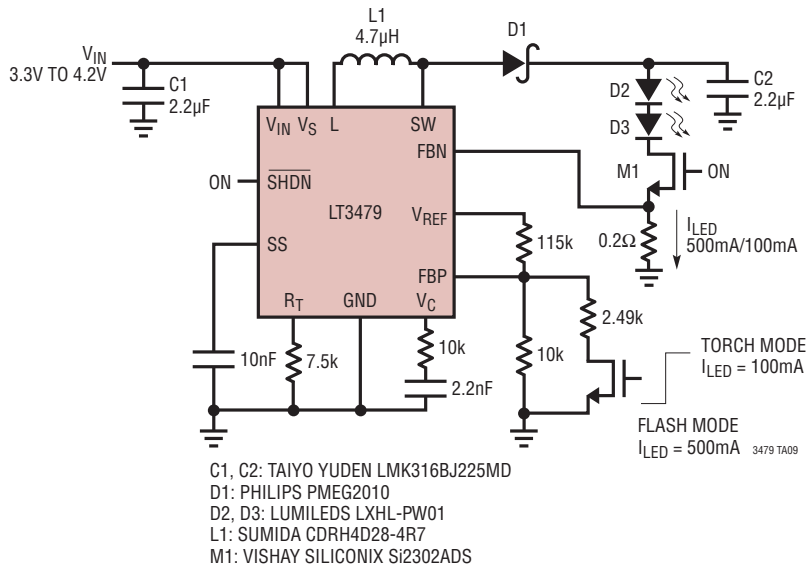 L1
4.7µH
D1
VIN
3.3V TO 4.2V
C1
2.2µF
D2
D3
C2
2.2µF
VIN
VS
L
SW
FBN
M1
ON
ON
SHDN
LT3479
VREF
ILED
500mA/100mA
0.2Ω
115k
SS
FBP
RT
GND
VC
2.49k
10nF
7.5k
10k
2.2nF
10k
TORCH MODE
ILED = 100mA
FLASH MODE
ILED = 500mA
3479 TA09
C1, C2: TAIYO YUDEN LMK316BJ225MD
D1: PHILIPS PMEG2010
D2, D3: LUMILEDS LXHL-PW01
L1: SUMIDA CDRH4D28-4R7
M1: VISHAY SILICONIX Si2302ADS